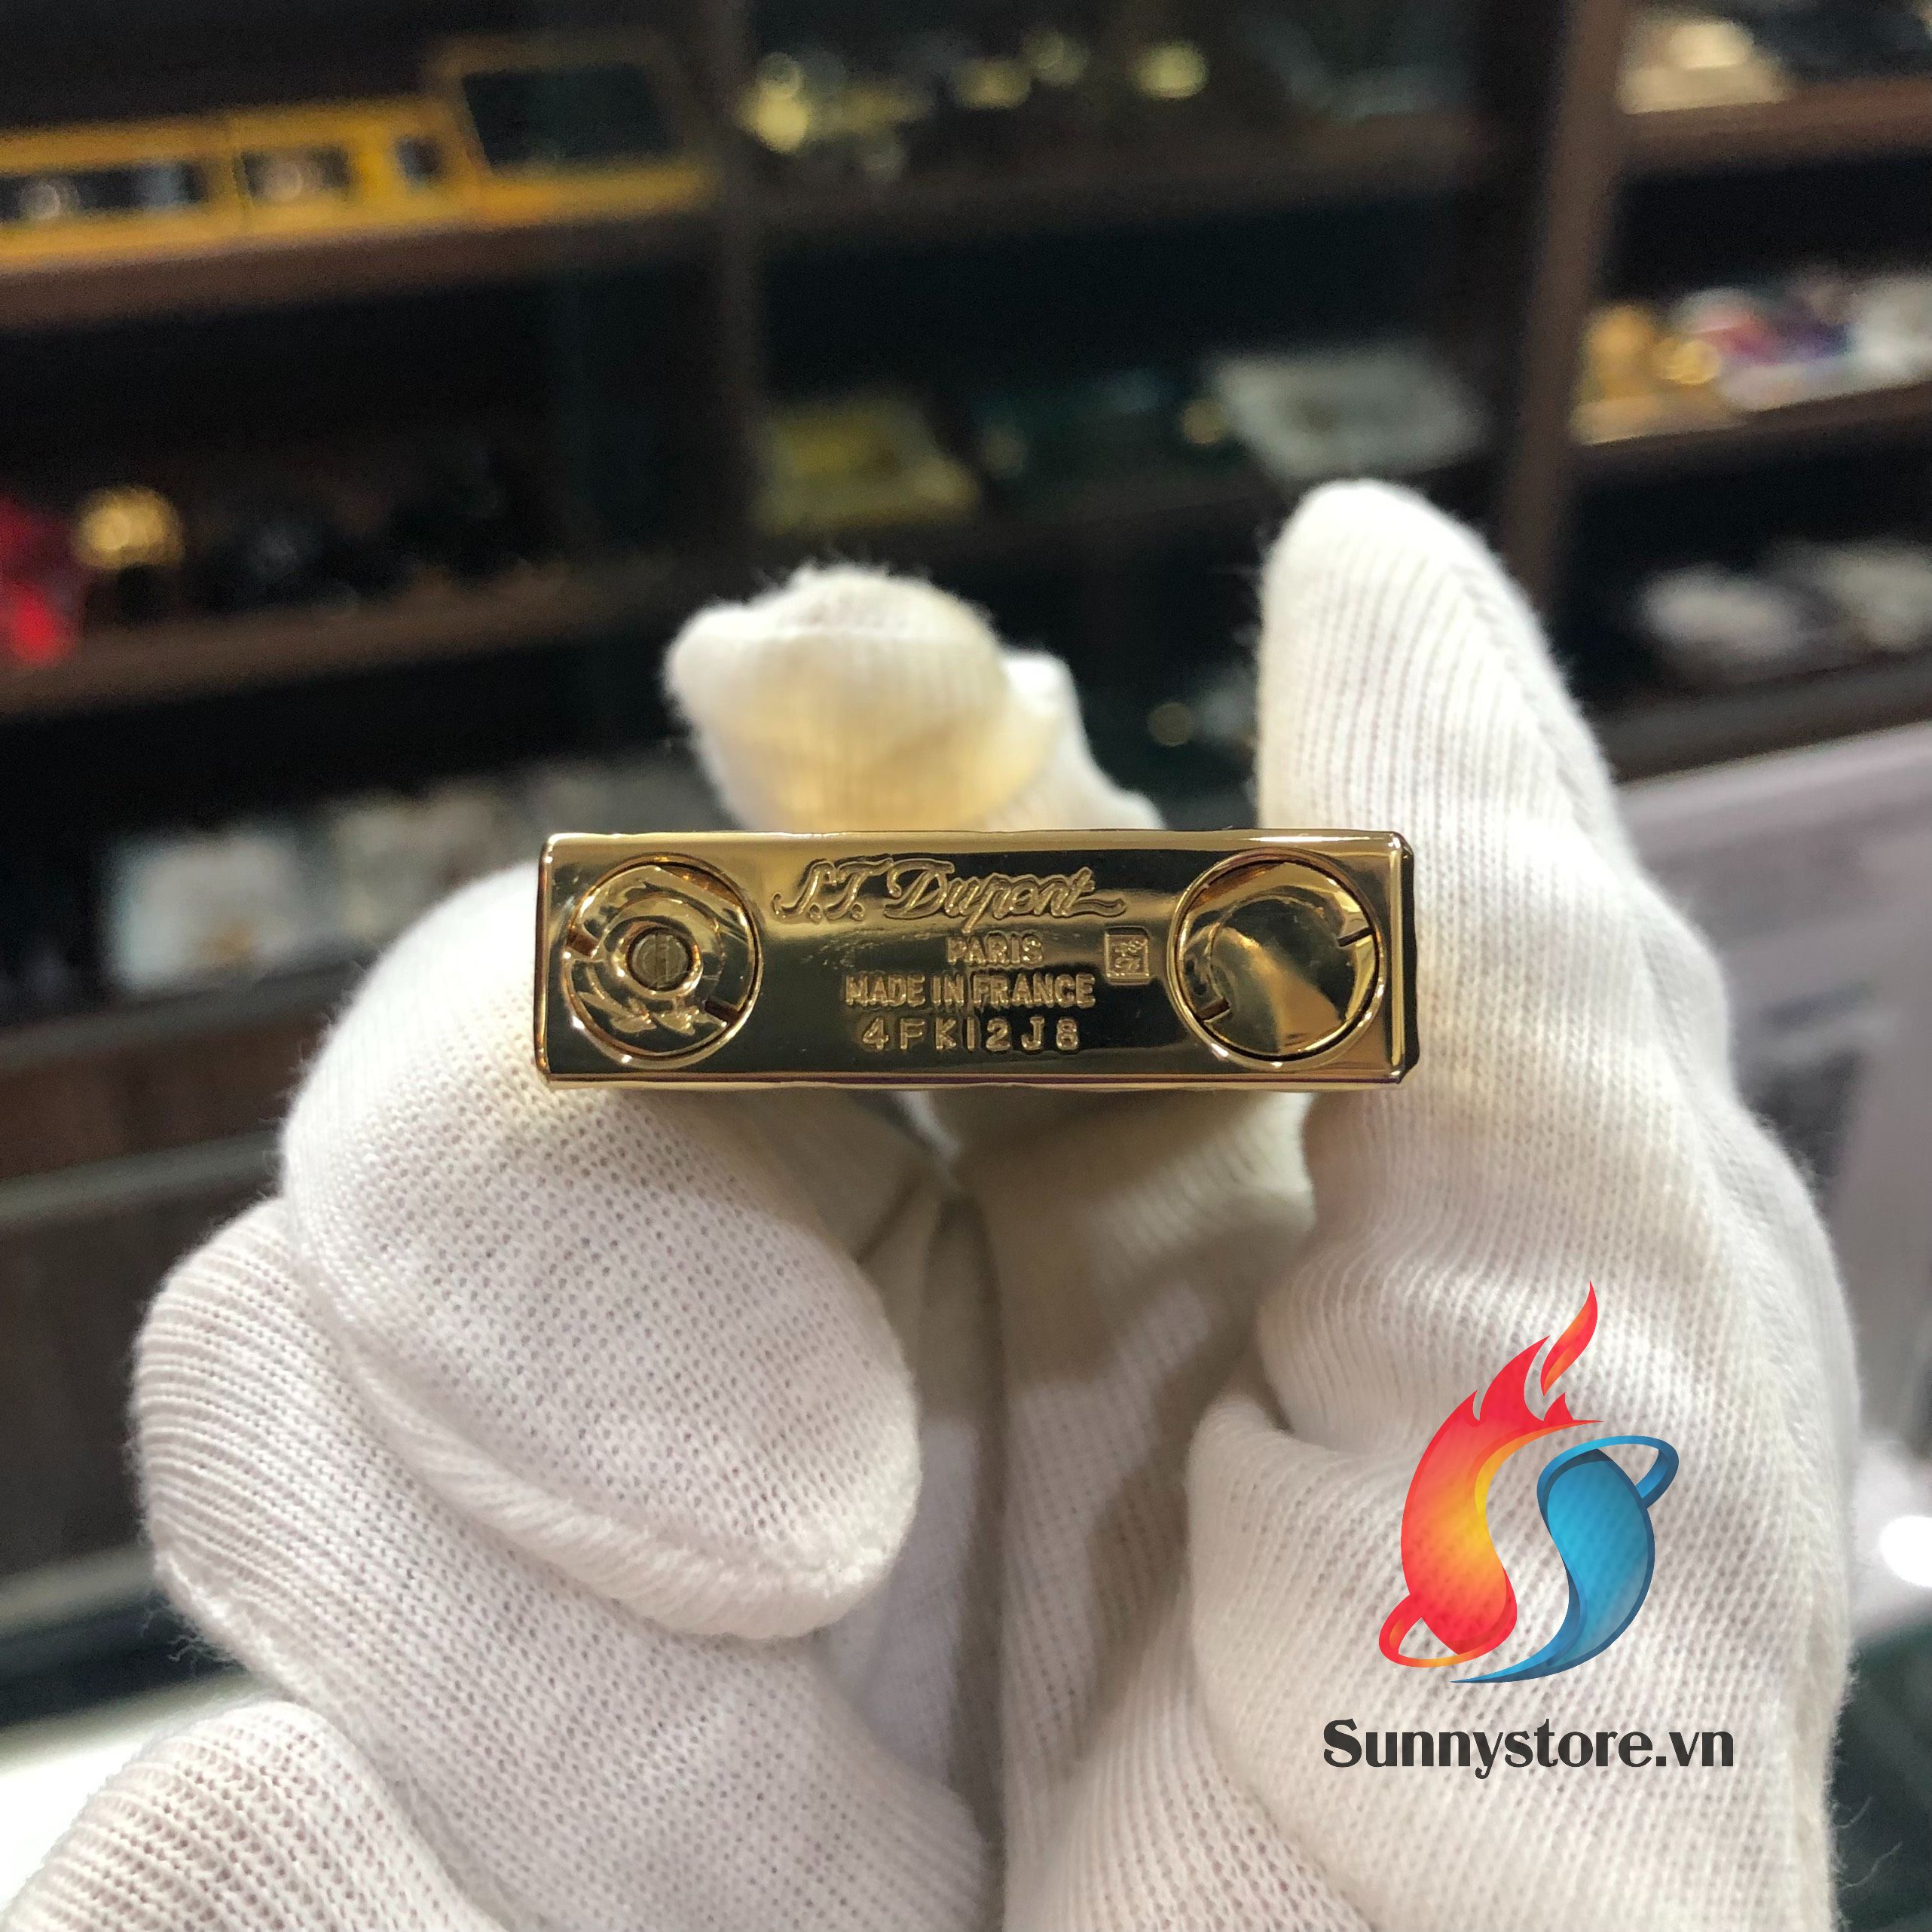 S.T. Dupont
PARIS
MADE IN FRANCE
4FK12J8
Sunnystore.vn